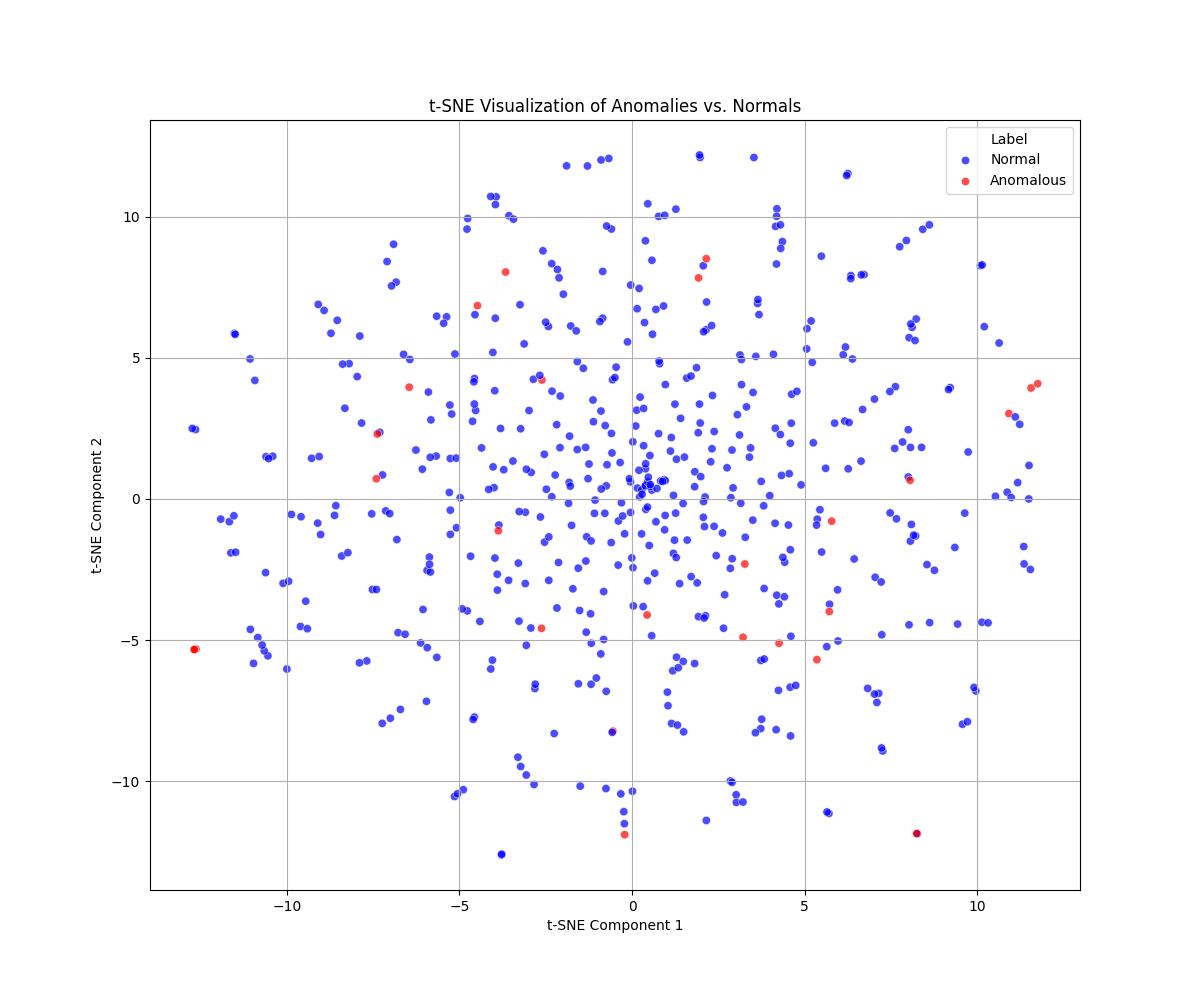 t-SNE Visualization of Anomalies vs. Normals
Label
Normal
Anomalous
10
5
0
−5
−10
t-SNE Component 2
−10
−5
0
5
10
t-SNE Component 1